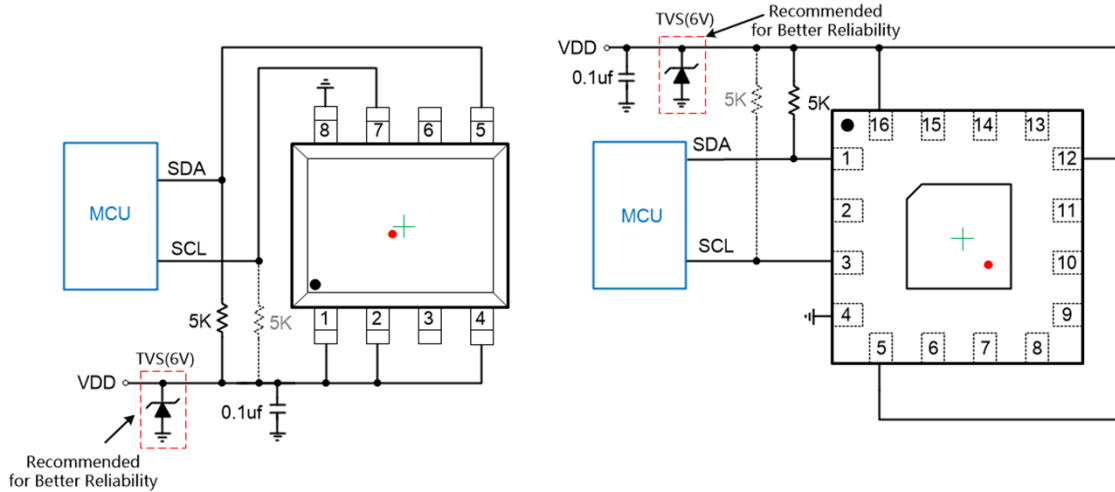 SDA
SCL
MCU
8
7
6
5
1
2
3
4
5K
5K
TVS(6V)
VDD
0.1uf
Recommended
for Better Reliability
TVS(6V)
Recommended
for Better Reliability
VDD
0.1uf
5K
5K
SDA
SCL
MCU
16
15
14
13
1
2
3
4
12
11
10
9
5
6
7
8